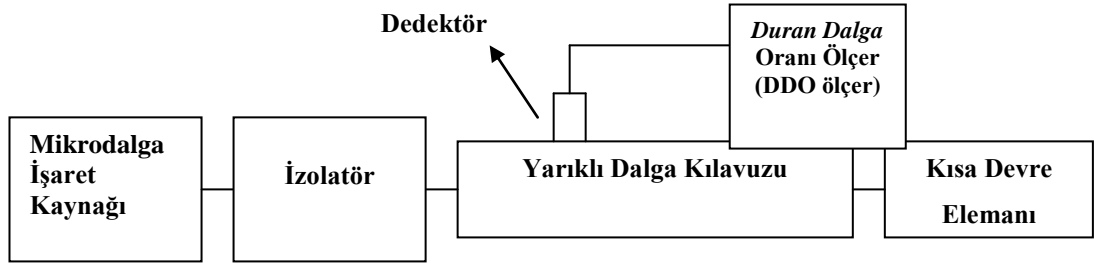 Dedektör
Duran Dalga
Oranı Ölçer
(DDO ölçer)
Mikrodalga
İşaret
Kaynağı
İzolatör
Yarıklı Dalga Kılavuzu
Kısa Devre
Elemanı